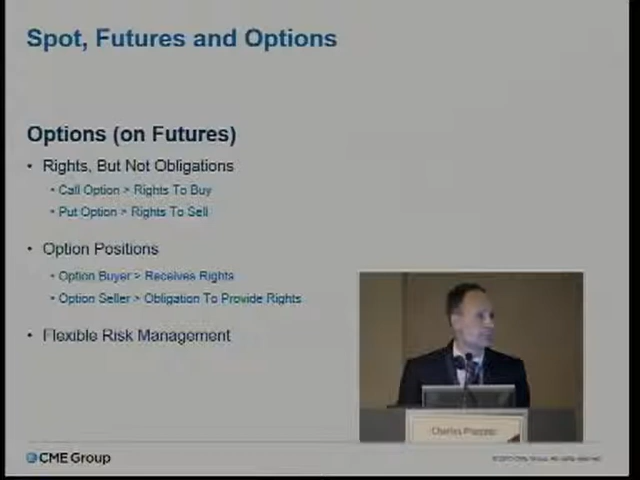 Spot, Futures and Options
Options (on Futures)
• Rights, But Not Obligations
• Call Option > Rights To Buy
• Put Option > Rights To Sell
• Option Positions
• Option Buyer > Receives Rights
• Option Seller > Obligation To Provide Rights
• Flexible Risk Management
Charles
CME Group